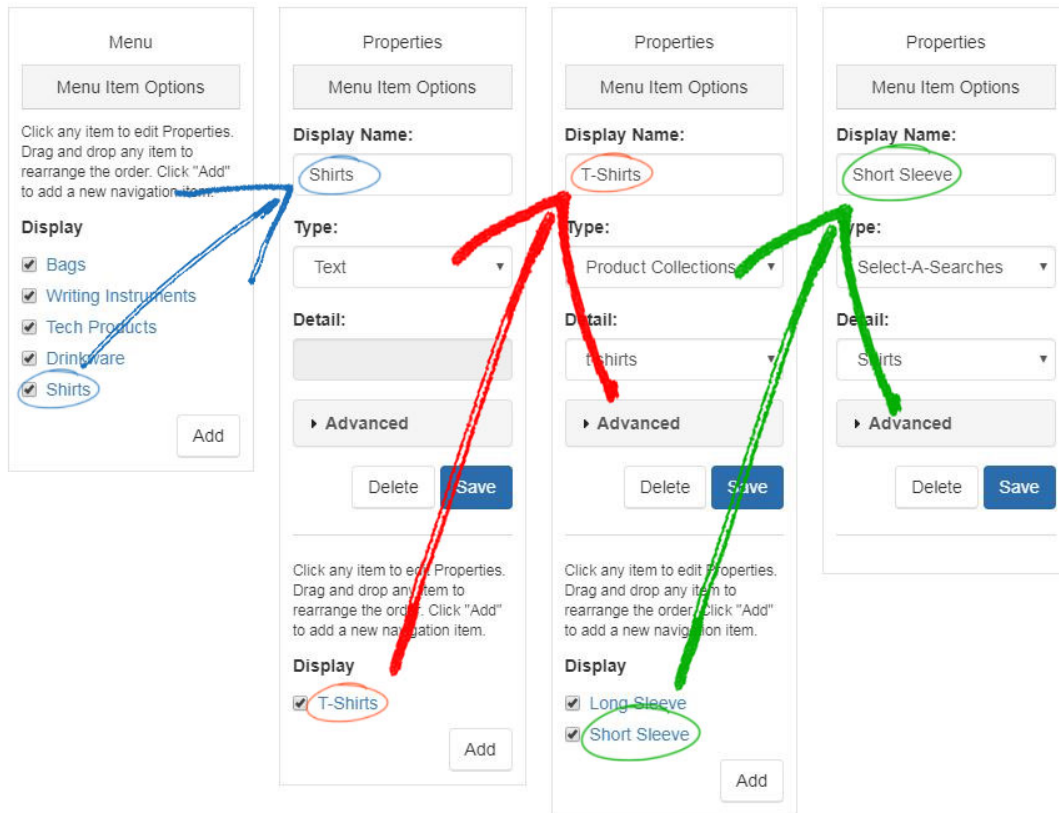 Menu
Menu Item Options
Click any item to edit Properties.
Drag and drop any item to
rearrange the order. Click "Add"
to add a new navigation item.
Display
Bags
Writing Instruments
Tech Products
Drinkware
Shirts
Add
Properties
Menu Item Options
Display Name:
Shirts
Type:
Text
Detail:
Advanced
Delete
Save
Click any item to edit Properties.
Drag and drop any item to
rearrange the order. Click "Add"
to add a new navigation item.
Display
T-Shirts
Add
Properties
Menu Item Options
Display Name:
T-Shirts
Type:
Product Collections
Detail:
t-shirts
Advanced
Delete
Save
Click any item to edit Properties.
Drag and drop any item to
rearrange the order. Click "Add"
to add a new navigation item.
Display
Long Sleeve
Short Sleeve
Add
Properties
Menu Item Options
Display Name:
Short Sleeve
Type:
Select-A-Searches
Detail:
Shirts
Advanced
Delete
Save